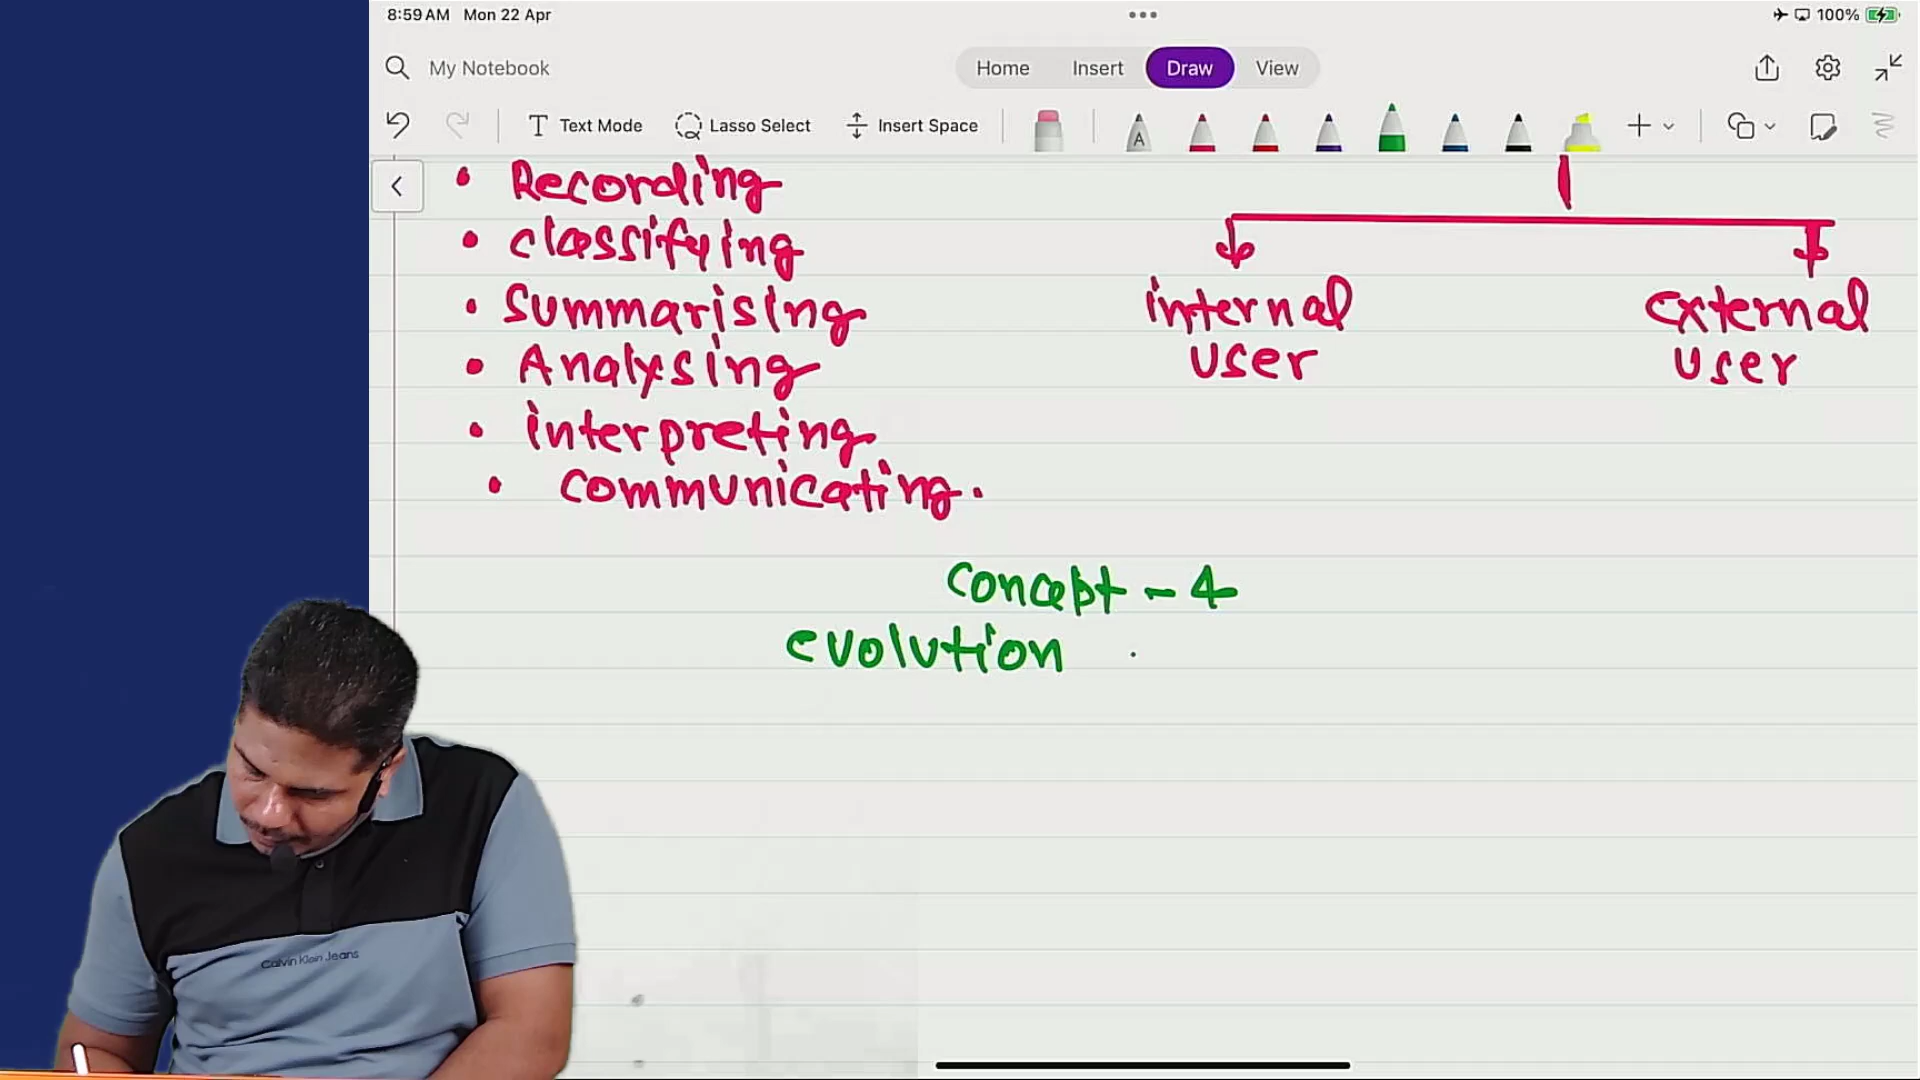 8:59 AM Mon 22 Apr
100%
My Notebook
Home Insert Draw View
Text Mode Lasso Select Insert Space
A
• Recording
• classifying
• Summarising
• Analysing
• interpreting
• communicating.
internal
user
external
user
concept - 4
evolution
Calvin Klein Jeans